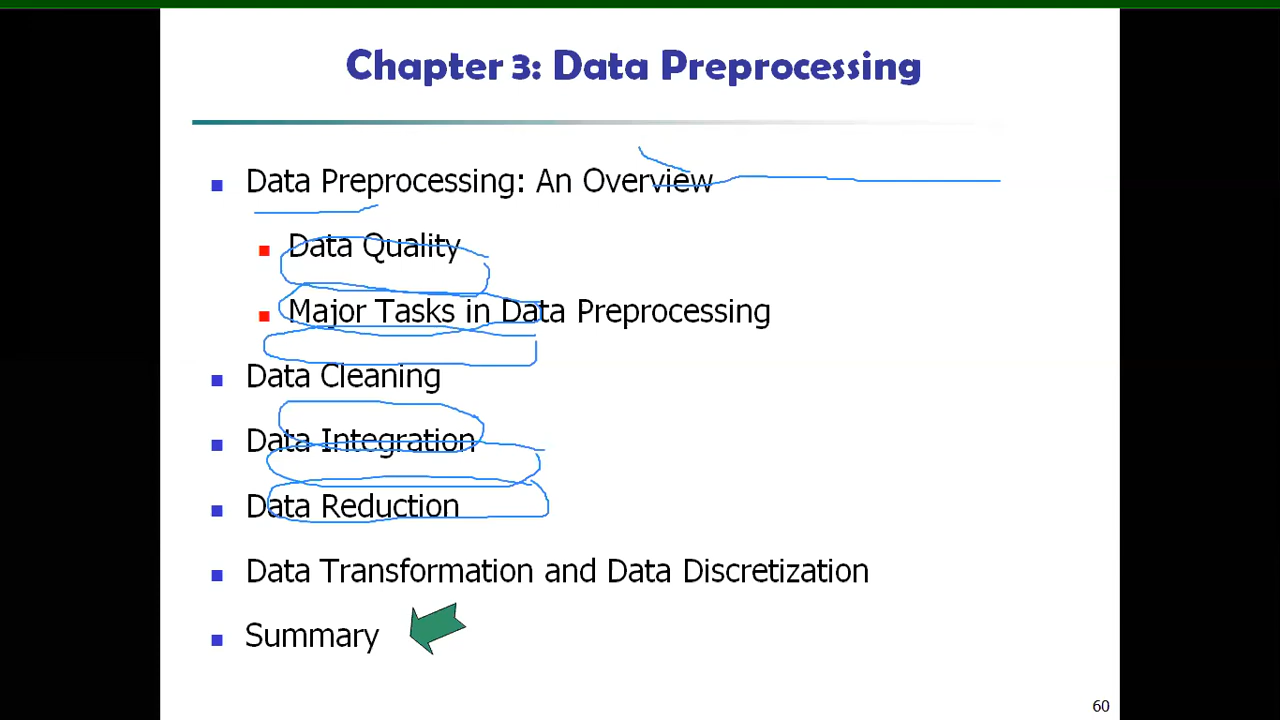 Chapter 3: Data Preprocessing
Data Preprocessing: An Overview
Data Quality
Major Tasks in Data Preprocessing
Data Cleaning
Data Integration
Data Reduction
Data Transformation and Data Discretization
Summary
60